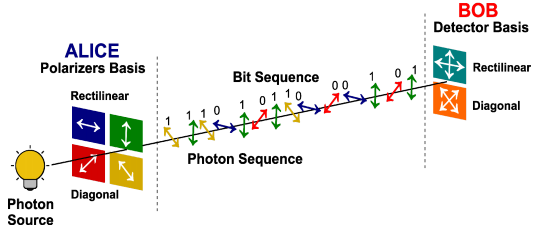 ALICE
Polarizers Basis
Rectilinear
Diagonal
Photon
Source
Bit Sequence
1 1 1 0 1 0 1 1 0 0 0 1 0 1
Photon Sequence
BOB
Detector Basis
Rectilinear
Diagonal